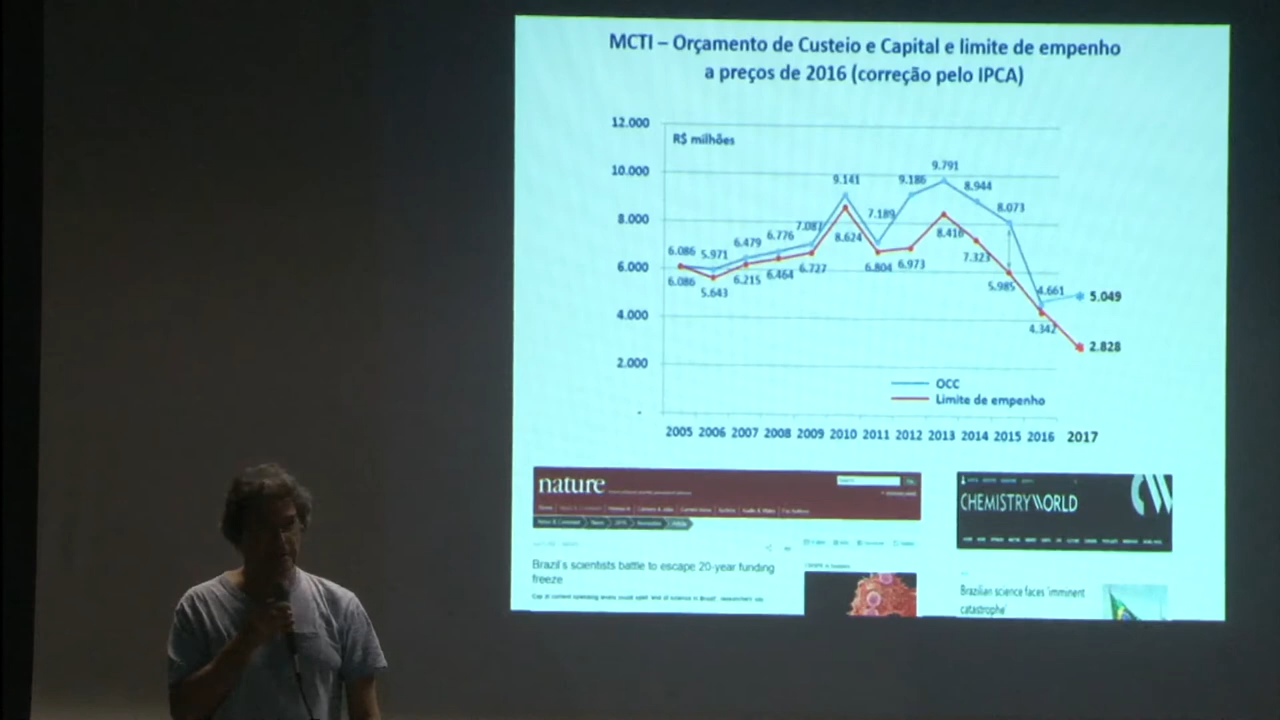 MCTI – Orçamento de Custeio e Capital e limite de empenho
a preços de 2016 (correção pelo IPCA)
R$ milhões
12.000
10.000
8.000
6.000
4.000
2.000
-
6.086 5.971 6.479 6.776 7.087 9.141 7.189 9.186 9.791 8.944 8.073 4.661 5.049
6.086 5.643 6.215 6.464 6.727 8.624 6.804 6.973 8.416 7.323 5.985 4.342 2.828
OCC
Limite de empenho
2005 2006 2007 2008 2009 2010 2011 2012 2013 2014 2015 2016 2017
nature
Brazil's scientists battle to escape 20-year funding
freeze
CHEMISTRY WORLD
Brazilian science faces 'imminent
catastrophe'